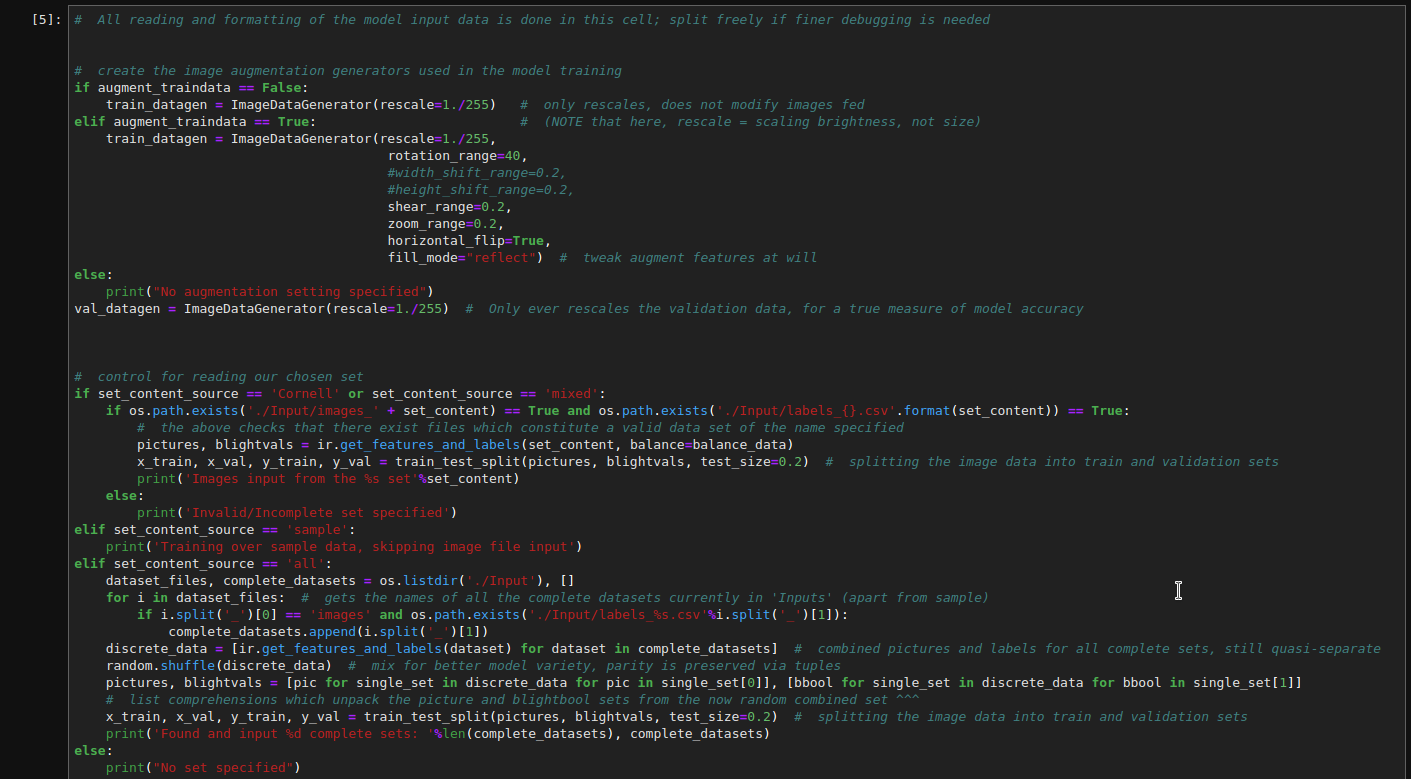 [5]: #  All reading and formatting of the model input data is done in this cell; split freely if finer debugging is needed
#  create the image augmentation generators used in the model training
if augment_traindata == False:
    train_datagen = ImageDataGenerator(rescale=1./255)   #  only rescales, does not modify images fed
elif augment_traindata == True:                          #  (NOTE that here, rescale = scaling brightness, not size)
    train_datagen = ImageDataGenerator(rescale=1./255,
                                        rotation_range=40,
                                        #width_shift_range=0.2,
                                        #height_shift_range=0.2,
                                        shear_range=0.2,
                                        zoom_range=0.2,
                                        horizontal_flip=True,
                                        fill_mode="reflect")  #  tweak augment features at will
else:
    print("No augmentation setting specified")
val_datagen = ImageDataGenerator(rescale=1./255)  #  Only ever rescales the validation data, for a true measure of model accuracy
#  control for reading our chosen set
if set_content_source == 'Cornell' or set_content_source == 'mixed':
    if os.path.exists('./Input/images_' + set_content) == True and os.path.exists('./Input/labels_{}.csv'.format(set_content)) == True:
        #  the above checks that there exist files which constitute a valid data set of the name specified
        pictures, blightvals = ir.get_features_and_labels(set_content, balance=balance_data)
        x_train, x_val, y_train, y_val = train_test_split(pictures, blightvals, test_size=0.2)  #  splitting the image data into train and validation sets
        print('Images input from the %s set'%set_content)
    else:
        print('Invalid/Incomplete set specified')
elif set_content_source == 'sample':
    print('Training over sample data, skipping image file input')
elif set_content_source == 'all':
    dataset_files, complete_datasets = os.listdir('./Input'), []
    for i in dataset_files:  #  gets the names of all the complete datasets currently in 'Inputs' (apart from sample)
        if i.split('_')[0] == 'images' and os.path.exists('./Input/labels_%s.csv'%i.split('_')[1]):
            complete_datasets.append(i.split('_')[1])
    discrete_data = [ir.get_features_and_labels(dataset) for dataset in complete_datasets]  #  combined pictures and labels for all complete sets, still quasi-separate
    random.shuffle(discrete_data)  #  mix for better model variety, parity is preserved via tuples
    pictures, blightvals = [pic for single_set in discrete_data for pic in single_set[0]], [bbool for single_set in discrete_data for bbool in single_set[1]]
    #  list comprehensions which unpack the picture and blightbool sets from the now random combined set ^^^
    x_train, x_val, y_train, y_val = train_test_split(pictures, blightvals, test_size=0.2)  #  splitting the image data into train and validation sets
    print('Found and input %d complete sets: '%len(complete_datasets), complete_datasets)
else:
    print("No set specified")